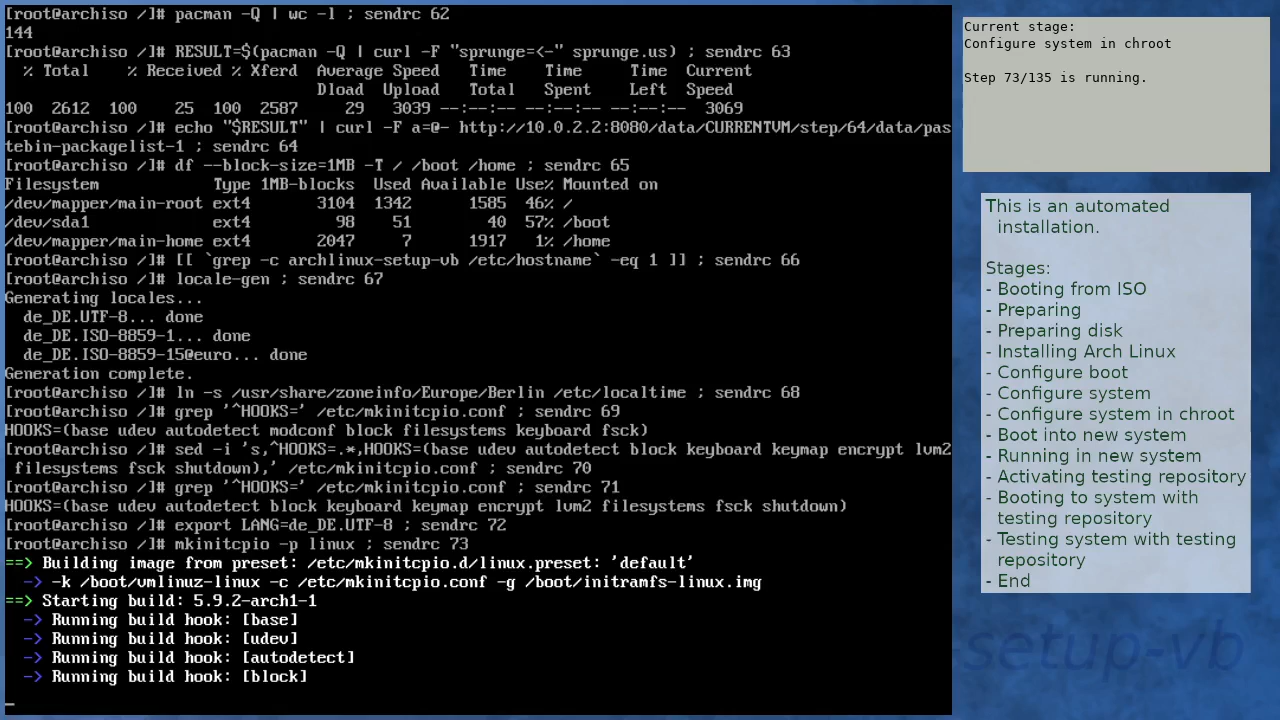 [root@archiso /]# pacman -Q | wc -l ; sendrc 62
144
[root@archiso /]# RESULT=$(pacman -Q | curl -F "sprunge=<-" sprunge.us) ; sendrc 63
  % Total    % Received % Xferd  Average Speed   Time    Time     Time  Current
                                 Dload  Upload   Total   Spent    Left  Speed
100  2612  100    25  100  2587     29   3039 --:--:-- --:--:-- --:--:--  3069
[root@archiso /]# echo "$RESULT" | curl -F a=@- http://10.0.2.2:8080/data/CURRENTVM/step/64/data/pas
tebin-packagelist-1 ; sendrc 64
[root@archiso /]# df --block-size=1MB -T / /boot /home ; sendrc 65
Filesystem            Type 1MB-blocks  Used Available Use% Mounted on
/dev/mapper/main-root ext4       3104  1342      1585  46% /
/dev/sda1             ext4         98    51        40  57% /boot
/dev/mapper/main-home ext4       2047     7      1917   1% /home
[root@archiso /]# [[ `grep -c archlinux-setup-vb /etc/hostname` -eq 1 ]] ; sendrc 66
[root@archiso /]# locale-gen ; sendrc 67
Generating locales...
  de_DE.UTF-8... done
  de_DE.ISO-8859-1... done
  de_DE.ISO-8859-15@euro... done
Generation complete.
[root@archiso /]# ln -s /usr/share/zoneinfo/Europe/Berlin /etc/localtime ; sendrc 68
[root@archiso /]# grep '^HOOKS=' /etc/mkinitcpio.conf ; sendrc 69
HOOKS=(base udev autodetect modconf block filesystems keyboard fsck)
[root@archiso /]# sed -i 's,^HOOKS=.*,HOOKS=(base udev autodetect block keyboard keymap encrypt lvm2
 filesystems fsck shutdown),' /etc/mkinitcpio.conf ; sendrc 70
[root@archiso /]# grep '^HOOKS=' /etc/mkinitcpio.conf ; sendrc 71
HOOKS=(base udev autodetect block keyboard keymap encrypt lvm2 filesystems fsck shutdown)
[root@archiso /]# export LANG=de_DE.UTF-8 ; sendrc 72
[root@archiso /]# mkinitcpio -p linux ; sendrc 73
==> Building image from preset: /etc/mkinitcpio.d/linux.preset: 'default'
  -> -k /boot/vmlinuz-linux -c /etc/mkinitcpio.conf -g /boot/initramfs-linux.img
==> Starting build: 5.9.2-arch1-1
  -> Running build hook: [base]
  -> Running build hook: [udev]
  -> Running build hook: [autodetect]
  -> Running build hook: [block]
Current stage:
Configure system in chroot
Step 73/135 is running.
This is an automated
installation.
Stages:
- Booting from ISO
- Preparing
- Preparing disk
- Installing Arch Linux
- Configure boot
- Configure system
- Configure system in chroot
- Boot into new system
- Running in new system
- Activating testing repository
- Booting to system with
testing repository
- Testing system with testing
repository
- End
-setup-vb